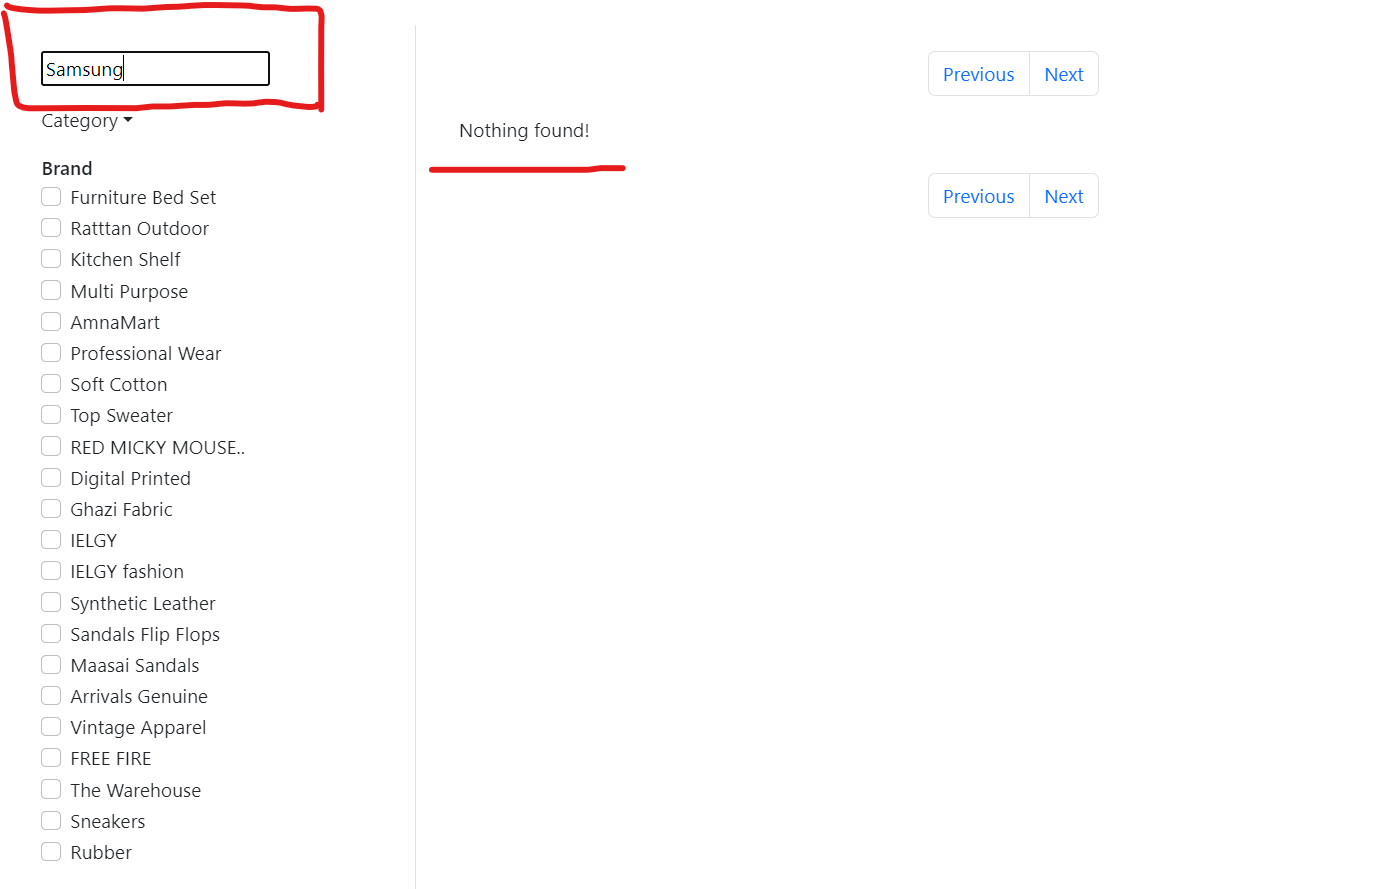 Samsung
Category
Brand
Furniture Bed Set
Ratttan Outdoor
Kitchen Shelf
Multi Purpose
AmnaMart
Professional Wear
Soft Cotton
Top Sweater
RED MICKY MOUSE..
Digital Printed
Ghazi Fabric
IELGY
IELGY fashion
Synthetic Leather
Sandals Flip Flops
Maasai Sandals
Arrivals Genuine
Vintage Apparel
FREE FIRE
The Warehouse
Sneakers
Rubber
Previous Next
Nothing found!
Previous Next